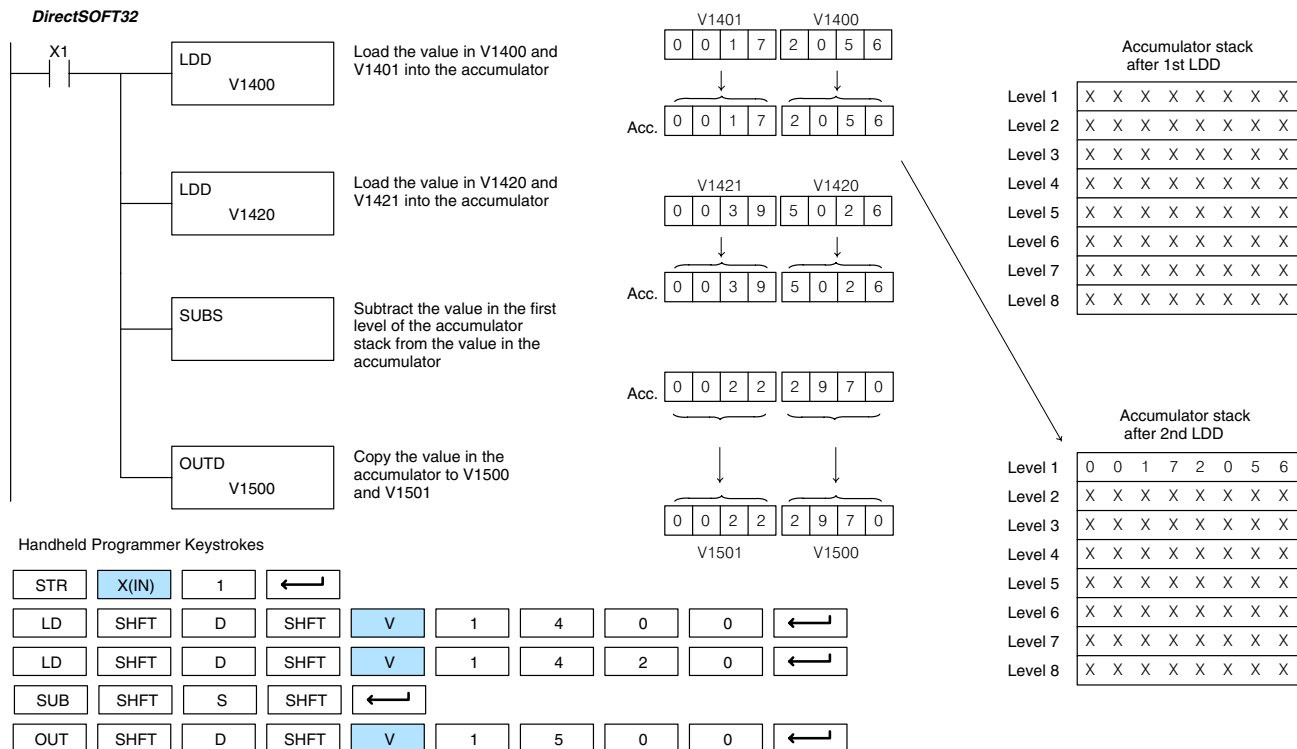 DirectSOFT32
X1
LDD
V1400
Load the value in V1400 and
V1401 into the accumulator
LDD
V1420
Load the value in V1420 and
V1421 into the accumulator
SUBS
Subtract the value in the first
level of the accumulator
stack from the value in the
accumulator
OUTD
V1500
Copy the value in the
accumulator to V1500
and V1501
V1401 V1400
0 0 1 7 2 0 5 6
Acc. 0 0 1 7 2 0 5 6
V1421 V1420
0 0 3 9 5 0 2 6
Acc. 0 0 3 9 5 0 2 6
Acc. 0 0 2 2 2 9 7 0
0 0 2 2 2 9 7 0
V1501 V1500
Accumulator stack
after 1st LDD
Level 1 X X X X X X X X
Level 2 X X X X X X X X
Level 3 X X X X X X X X
Level 4 X X X X X X X X
Level 5 X X X X X X X X
Level 6 X X X X X X X X
Level 7 X X X X X X X X
Level 8 X X X X X X X X
Accumulator stack
after 2nd LDD
Level 1 0 0 1 7 2 0 5 6
Level 2 X X X X X X X X
Level 3 X X X X X X X X
Level 4 X X X X X X X X
Level 5 X X X X X X X X
Level 6 X X X X X X X X
Level 7 X X X X X X X X
Level 8 X X X X X X X X
Handheld Programmer Keystrokes
STR X(IN) 1
LD SHFT D SHFT V 1 4 0 0
LD SHFT D SHFT V 1 4 2 0
SUB SHFT S SHFT
OUT SHFT D SHFT V 1 5 0 0